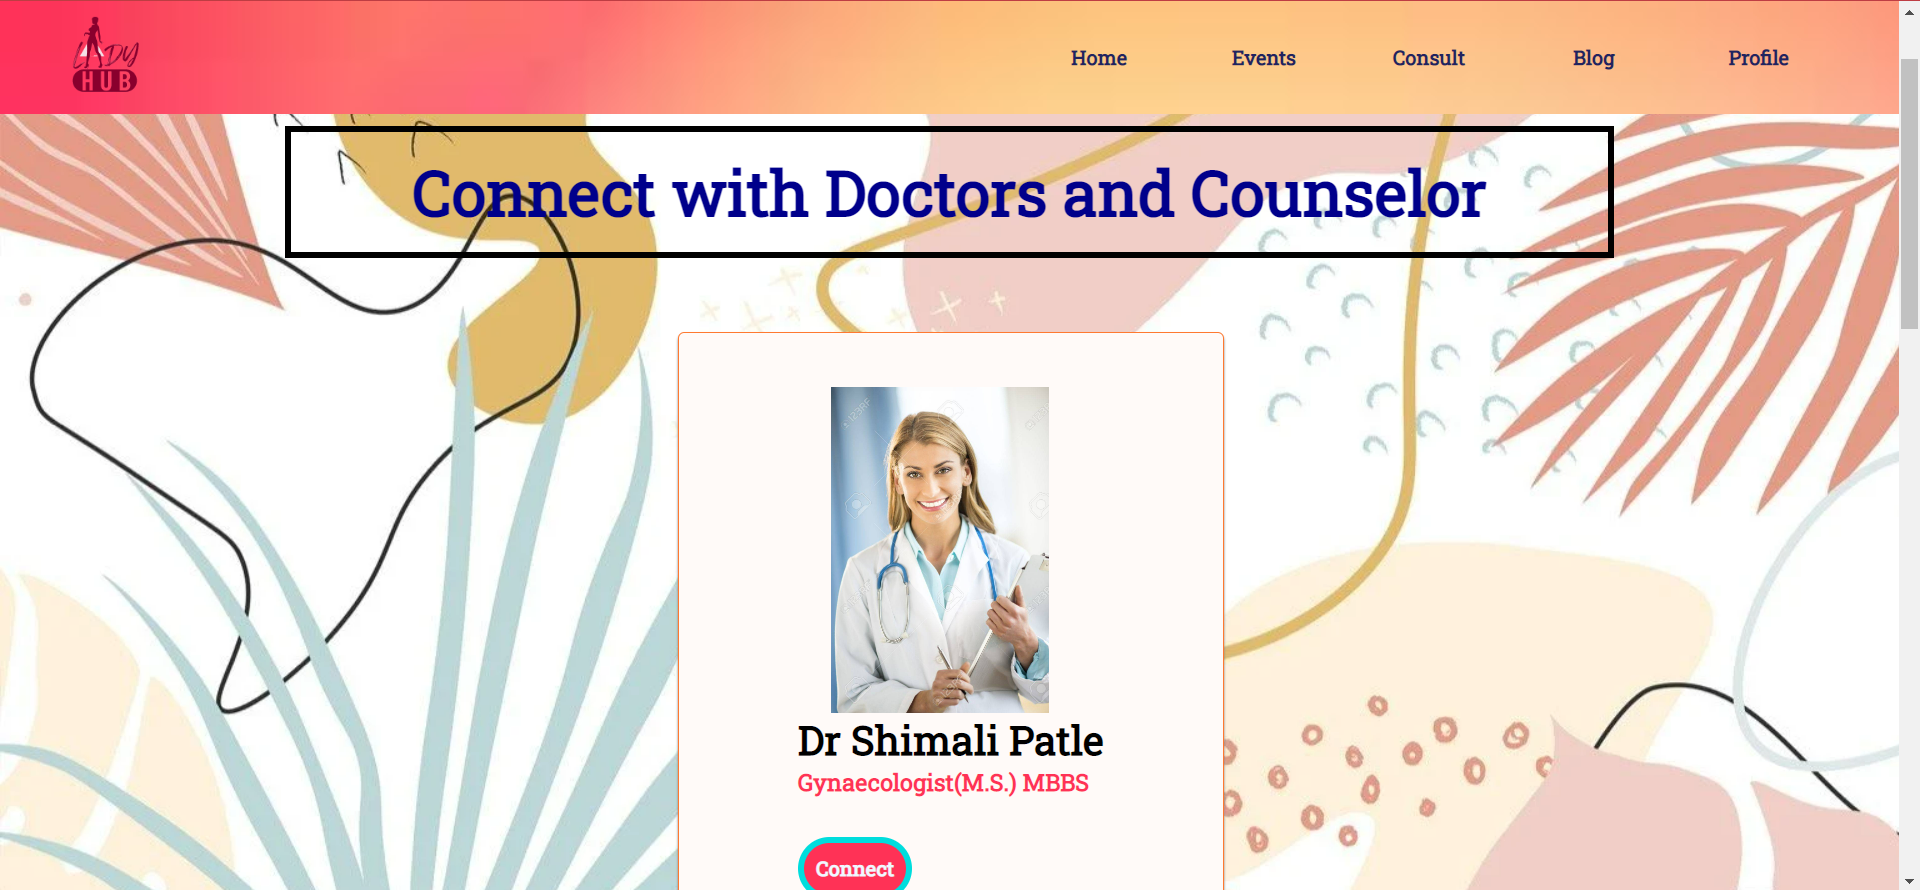 LADY
HUB
Home
Events
Consult
Blog
Profile
Connect with Doctors and Counselor
Dr Shimali Patle
Gynaecologist(M.S.) MBBS
Connect